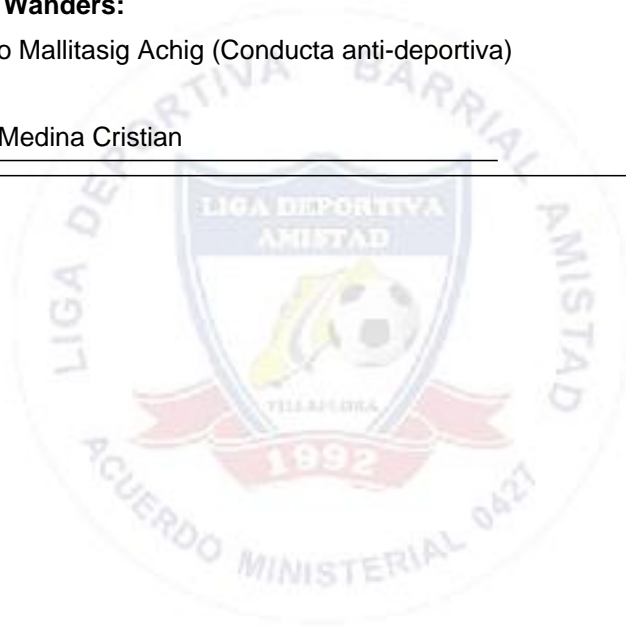 Wanders:
o Mallitasig Achig (Conducta anti-deportiva)
Medina Cristian
LIGA DEPORTIVA BARRIAL AMISTAD
LIGA DEPORTIVA
AMISTAD
VILLAFLORA
1992
ACUERDO MINISTERIAL 0427